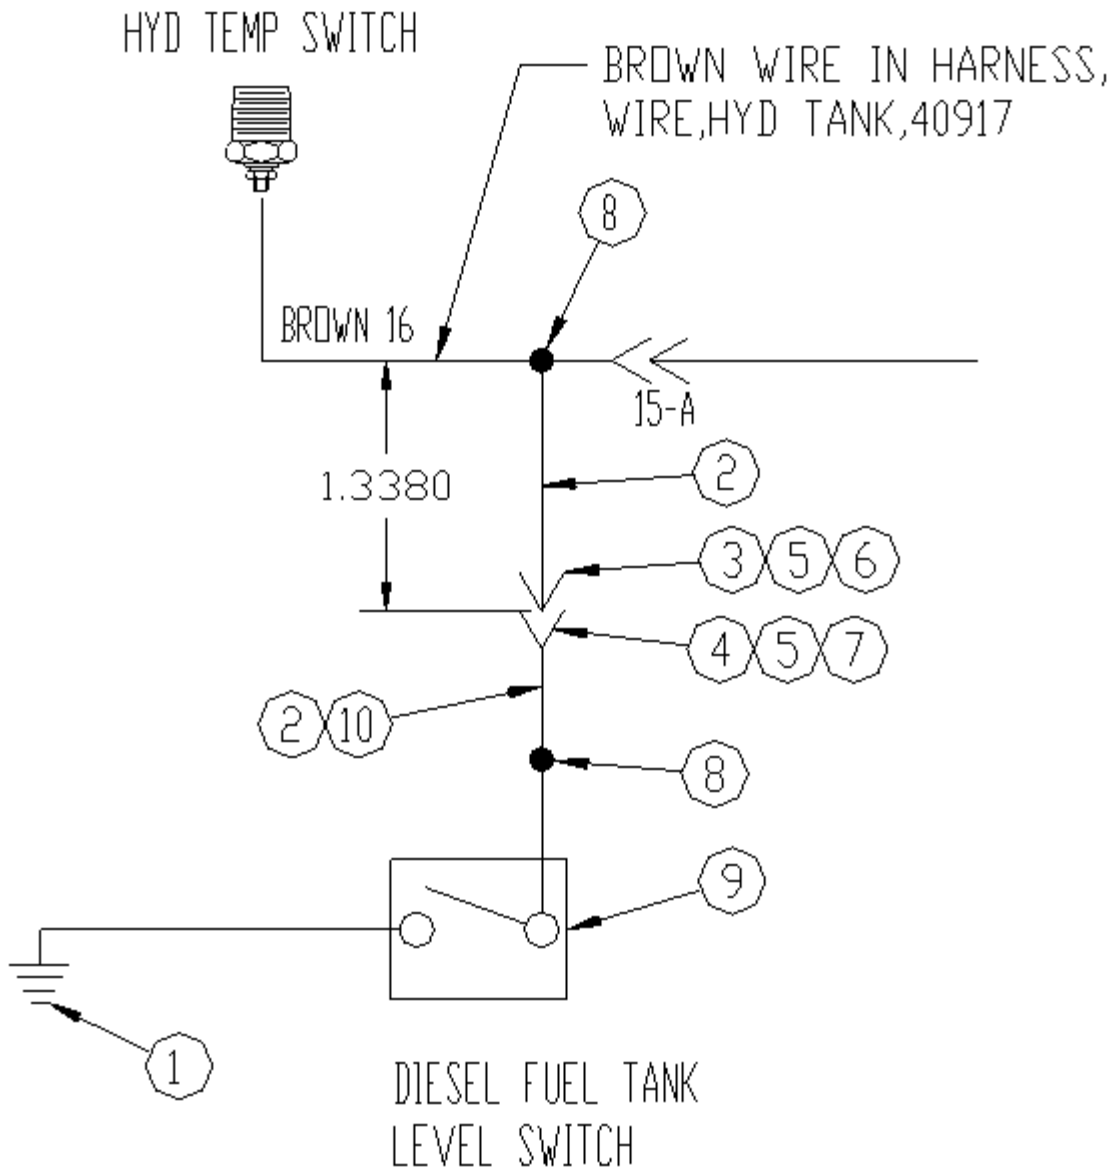 HYD TEMP SWITCH
BROWN WIRE IN HARNESS,
WIRE,HYD TANK,40917
8
BROWN 16
15-A
1.3380
2
3 5 6
4 5 7
2 10
8
9
1
DIESEL FUEL TANK
LEVEL SWITCH